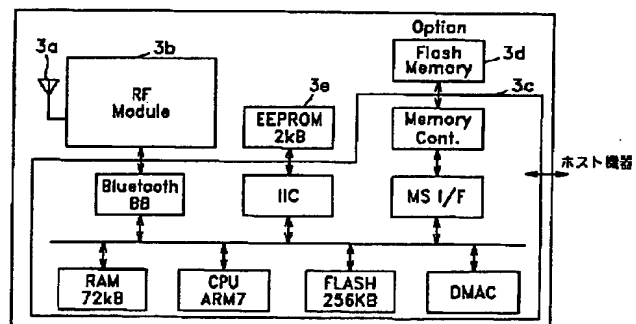 Option
3a
3b
Flash
Memory
3d
RF
Module
3e
3c
EEPROM
2kB
Memory
Cont.
ホスト機器
Bluetooth
BB
IIC
MS I/F
RAM
72kB
CPU
ARM7
FLASH
256KB
DMAC